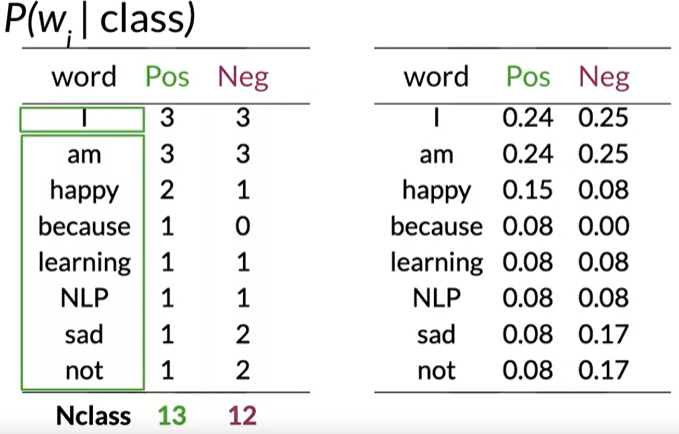 P(wᵢ | class)
word Pos Neg
I 3 3
am 3 3
happy 2 1
because 1 0
learning 1 1
NLP 1 1
sad 1 2
not 1 2
Nclass 13 12
word Pos Neg
I 0.24 0.25
am 0.24 0.25
happy 0.15 0.08
because 0.08 0.00
learning 0.08 0.08
NLP 0.08 0.08
sad 0.08 0.17
not 0.08 0.17